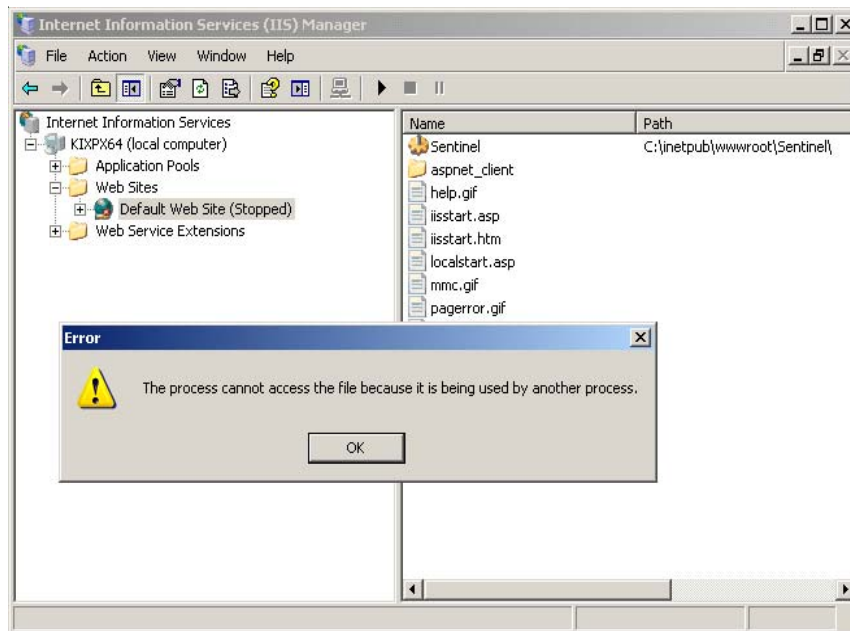 Internet Information Services (IIS) Manager
File Action View Window Help
Internet Information Services
KIXPX64 (local computer)
Application Pools
Web Sites
Default Web Site (Stopped)
Web Service Extensions
Name Path
Sentinel C:\inetpub\wwwroot\Sentinel\
aspnet_client
help.gif
iisstart.asp
iisstart.htm
localstart.asp
mmc.gif
pagerror.gif
Error
The process cannot access the file because it is being used by another process.
OK